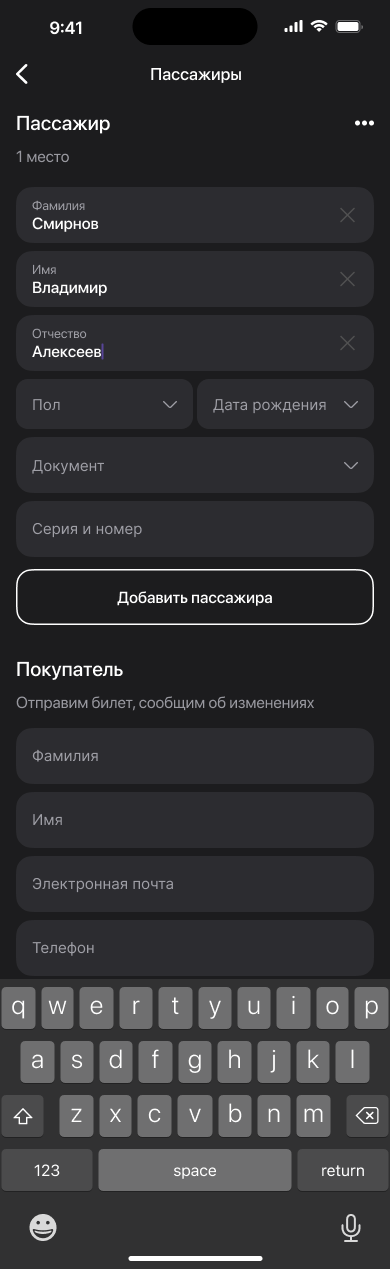 9:41
Пассажиры
Пассажир
1 место
Фамилия
Смирнов
Имя
Владимир
Отчество
Алексеев
Пол
Дата рождения
Документ
Серия и номер
Добавить пассажира
Покупатель
Отправим билет, сообщим об изменениях
Фамилия
Имя
Электронная почта
Телефон
q w e r t y u i o p
a s d f g h j k l
z x c v b n m
123 space return